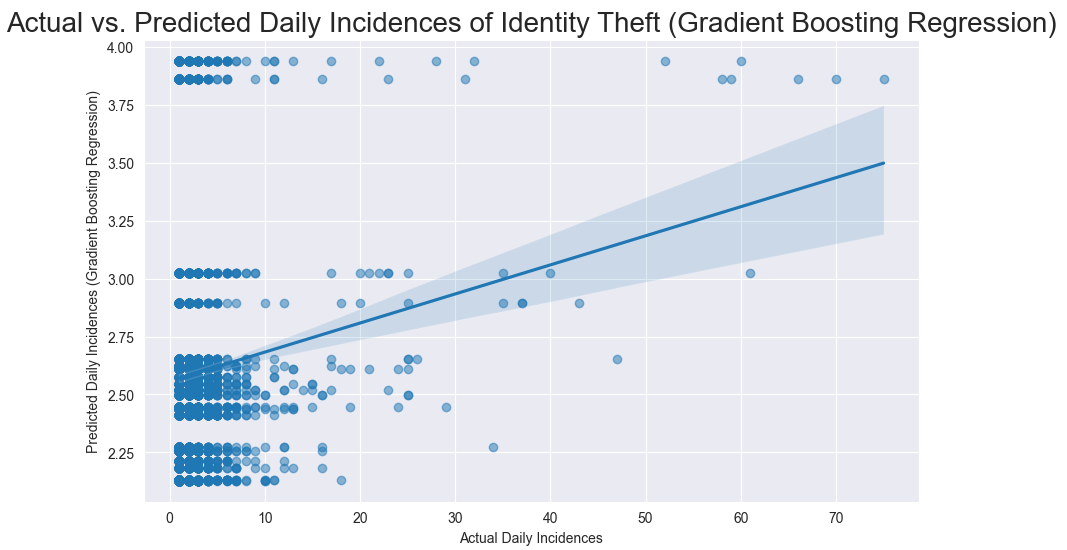 Actual vs. Predicted Daily Incidences of Identity Theft (Gradient Boosting Regression)
Predicted Daily Incidences (Gradient Boosting Regression)
4.00
3.75
3.50
3.25
3.00
2.75
2.50
2.25
0 10 20 30 40 50 60 70
Actual Daily Incidences